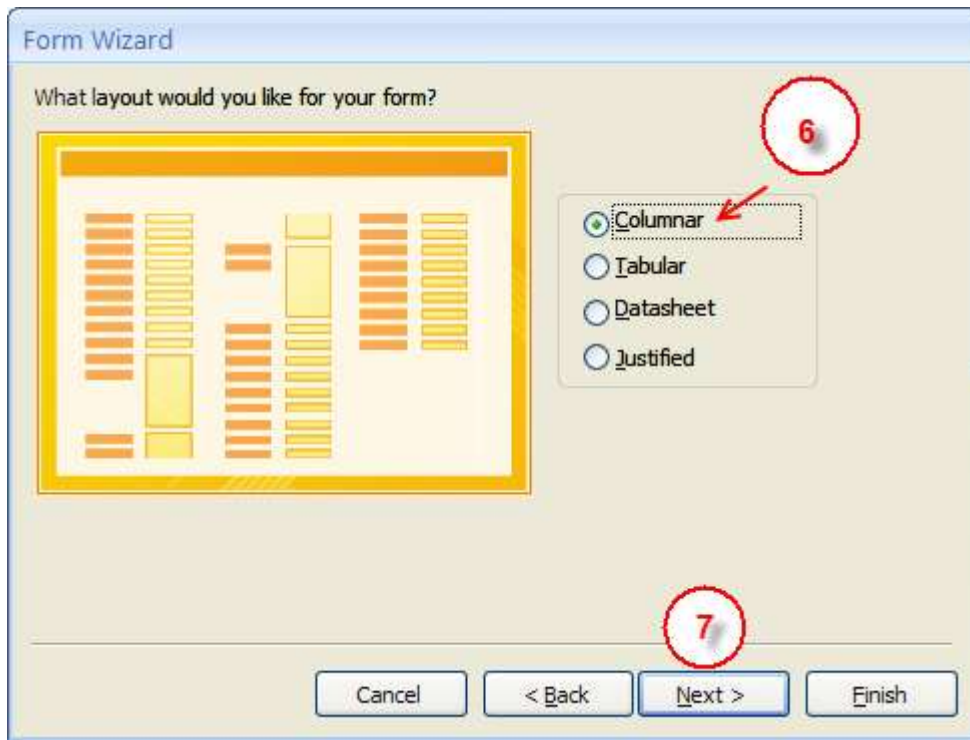 Form Wizard
What layout would you like for your form?
6
Columnar
Tabular
Datasheet
Justified
7
Cancel
< Back
Next >
Finish